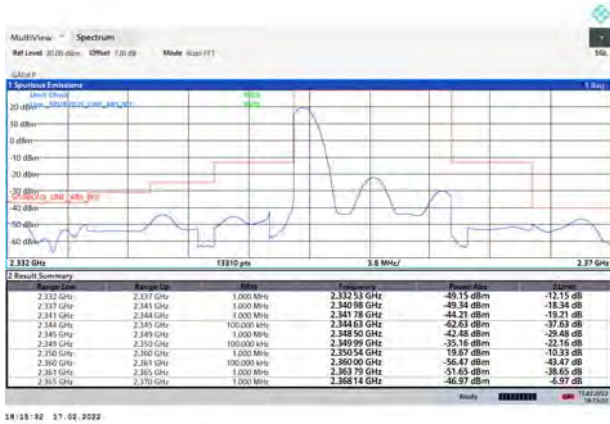 MultiView Spectrum
Ref Level 30.00 dBm Offset 7.00 dB Mode Auto FFT
SGL
1 Spurious Emissions
Limit Check
20 dBm
10 dBm
0 dBm
-10 dBm
-20 dBm
-40 dBm
-50 dBm
-60 dBm
2.332 GHz 13310 pts 3.8 MHz/ 2.37 GHz
2 Result Summary
Range Low Range Up RBW Frequency Power Abs ΔLimit
2.332 GHz 2.337 GHz 1.000 MHz 2.332 53 GHz -49.15 dBm -12.15 dB
2.337 GHz 2.341 GHz 1.000 MHz 2.340 98 GHz -49.34 dBm -18.34 dB
2.341 GHz 2.344 GHz 1.000 MHz 2.341 78 GHz -44.21 dBm -19.21 dB
2.344 GHz 2.345 GHz 100.000 kHz 2.344 63 GHz -62.63 dBm -37.63 dB
2.345 GHz 2.349 GHz 1.000 MHz 2.348 50 GHz -42.48 dBm -29.48 dB
2.349 GHz 2.350 GHz 100.000 kHz 2.349 99 GHz -35.16 dBm -22.16 dB
2.350 GHz 2.360 GHz 1.000 MHz 2.350 54 GHz 19.67 dBm -10.33 dB
2.360 GHz 2.361 GHz 100.000 kHz 2.360 00 GHz -56.47 dBm -43.47 dB
2.361 GHz 2.365 GHz 1.000 MHz 2.363 79 GHz -51.65 dBm -38.65 dB
2.365 GHz 2.370 GHz 1.000 MHz 2.368 14 GHz -46.97 dBm -6.97 dB
Ready 17.02.2022
18:15:32 17.02.2022